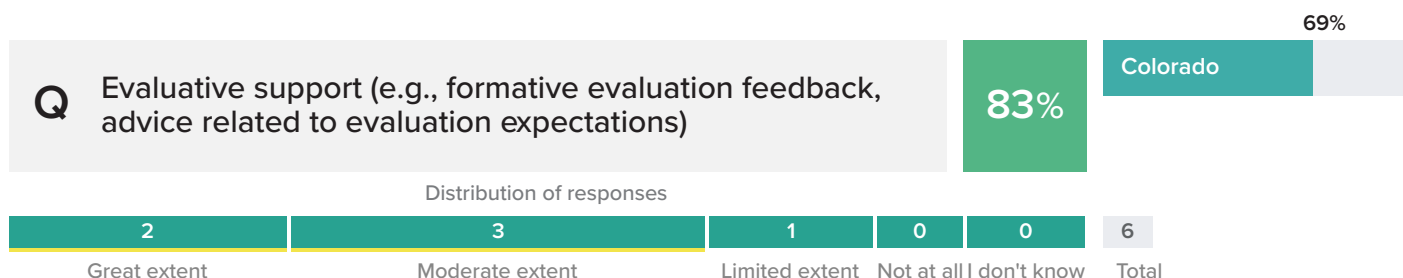 69%
Q Evaluative support (e.g., formative evaluation feedback,
advice related to evaluation expectations)
83%
Colorado
Distribution of responses
2 3 1 0 0 6
Great extent Moderate extent Limited extent Not at all I don't know Total